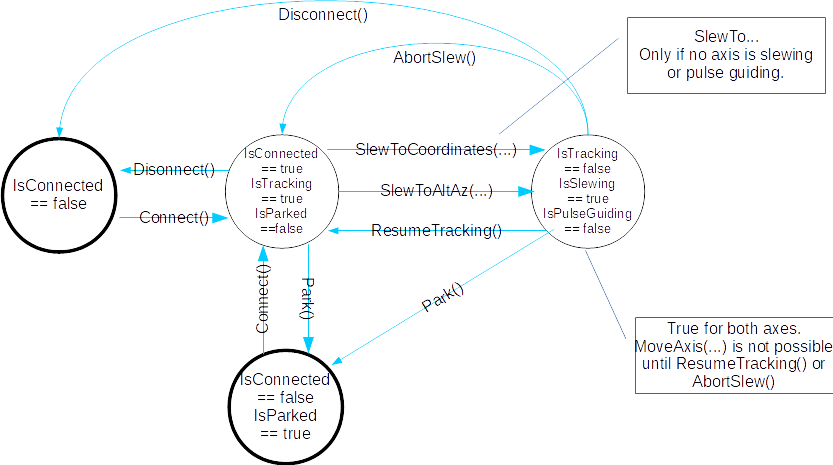 Disconnect()
SlewTo...
Only if no axis is slewing
or pulse guiding.
AbortSlew()
IsConnected
== false
Disonnect()
Connect()
IsConnected
== true
IsTracking
== true
IsParked
==false
SlewToCoordinates(...)
SlewToAltAz(...)
ResumeTracking()
IsTracking
== false
IsSlewing
== true
IsPulseGuiding
== false
Connect()
Park()
Park()
True for both axes.
MoveAxis(...) is not possible
until ResumeTracking() or
AbortSlew()
IsConnected
== false
IsParked
== true